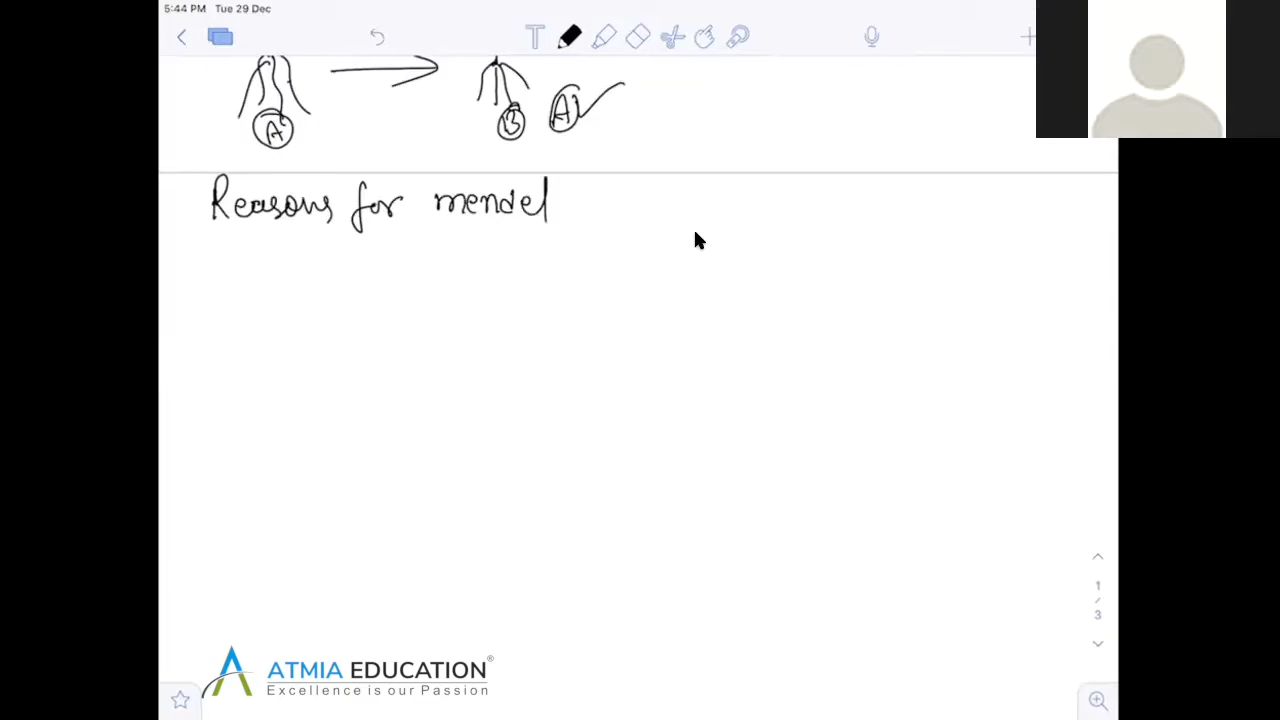 5:44 PM Tue 29 Dec
T
A
B
A
Reasons for mendel
1
/
3
ATMIA EDUCATION®
Excellence is our Passion